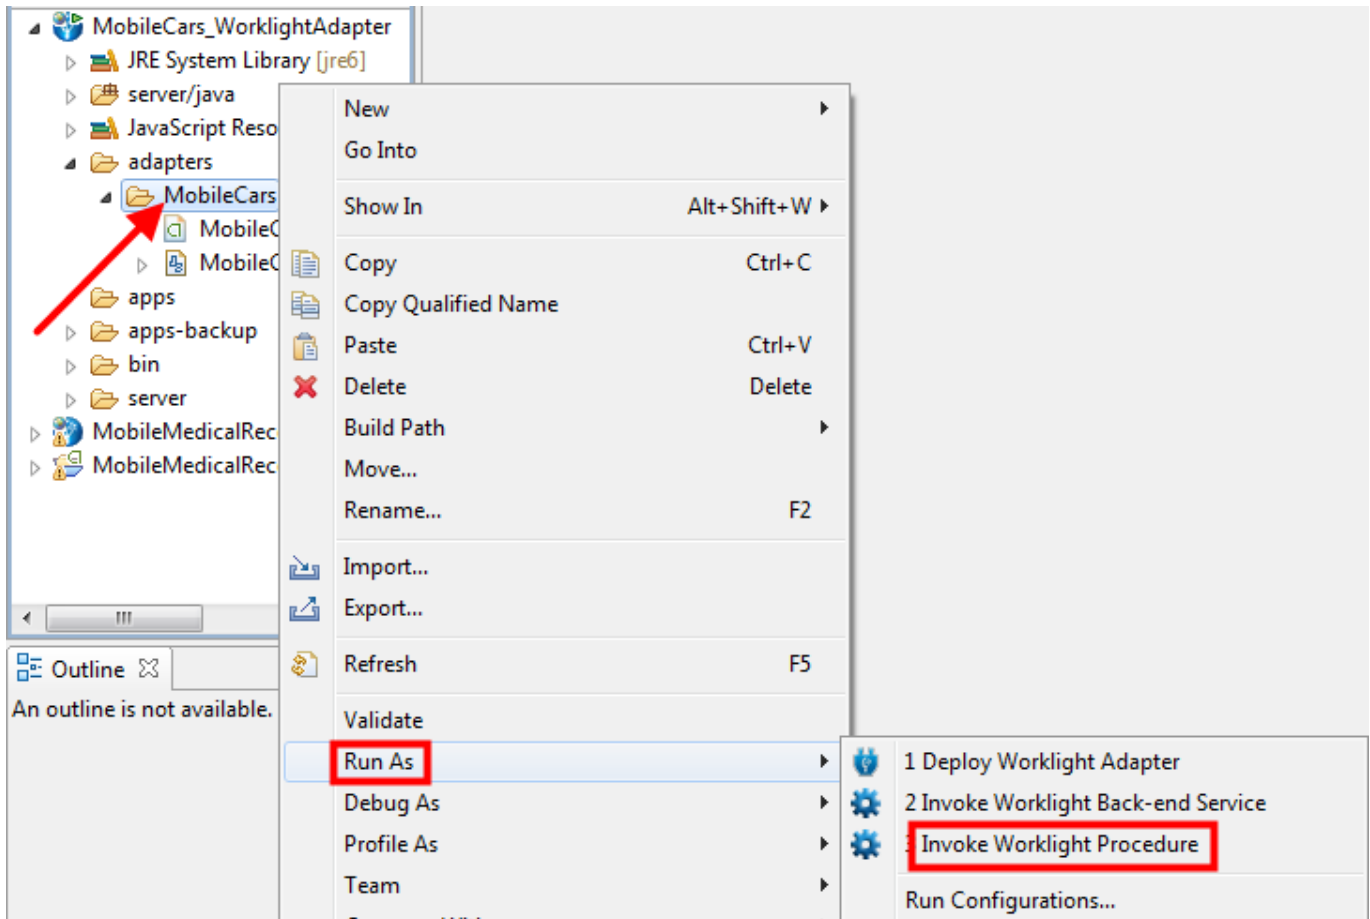 MobileCars_WorklightAdapter
JRE System Library [jre6]
server/java
JavaScript Reso
adapters
MobileCars
MobileC
MobileC
apps
apps-backup
bin
server
MobileMedicalRec
MobileMedicalRec
Outline
An outline is not available.
New
Go Into
Show In Alt+Shift+W
Copy Ctrl+C
Copy Qualified Name
Paste Ctrl+V
Delete Delete
Build Path
Move...
Rename... F2
Import...
Export...
Refresh F5
Validate
Run As
Debug As
Profile As
Team
1 Deploy Worklight Adapter
2 Invoke Worklight Back-end Service
3 Invoke Worklight Procedure
Run Configurations...